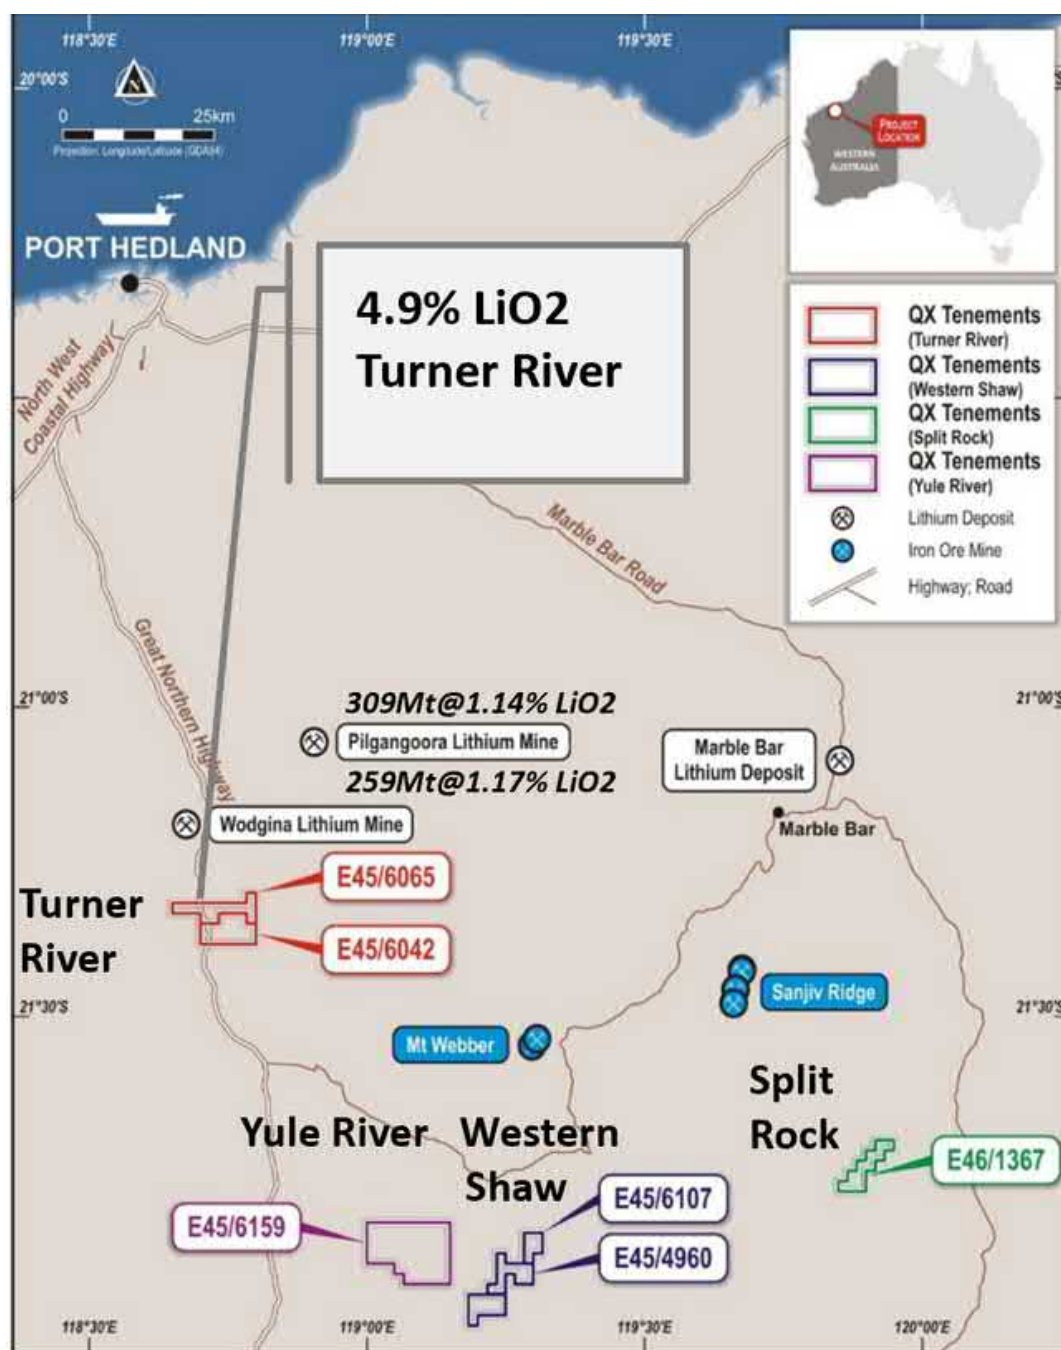 118°30'E
119°00'E
119°30'E
20°00'S
N
0 25km
Projection: Longitude/Latitude (GDA94)
PROJECT
LOCATION
WESTERN
AUSTRALIA
PORT HEDLAND
4.9% LiO2
Turner River
North West
Coastal Highway
QX Tenements
(Turner River)
QX Tenements
(Western Shaw)
QX Tenements
(Split Rock)
QX Tenements
(Yule River)
Lithium Deposit
Iron Ore Mine
Highway; Road
Marble Bar Road
Great Northern Highway
21°00'S
21°00'S
309Mt@1.14% LiO2
Pilgangoora Lithium Mine
259Mt@1.17% LiO2
Marble Bar
Lithium Deposit
Wodgina Lithium Mine
Marble Bar
E45/6065
Turner
River
E45/6042
Sanjiv Ridge
21°30'S
21°30'S
Mt Webber
Split
Rock
Yule River
Western
Shaw
E46/1367
E45/6107
E45/6159
E45/4960
118°30'E
119°00'E
119°30'E
120°00'E